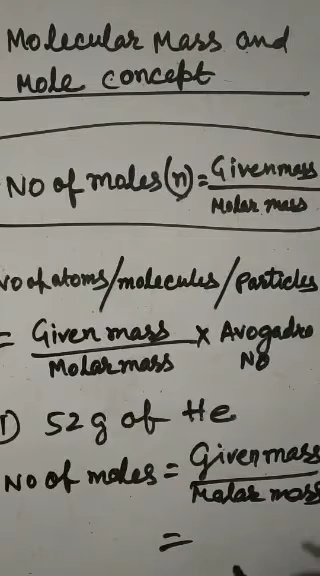 Molecular Mass and
Mole concept
No of moles(n) = Given mass / Molar mass
No of atoms/molecules/Particles
= Given mass / Molar mass x Avogadro No
1) 52g of He
No of moles = Given mass / Molar mass
=